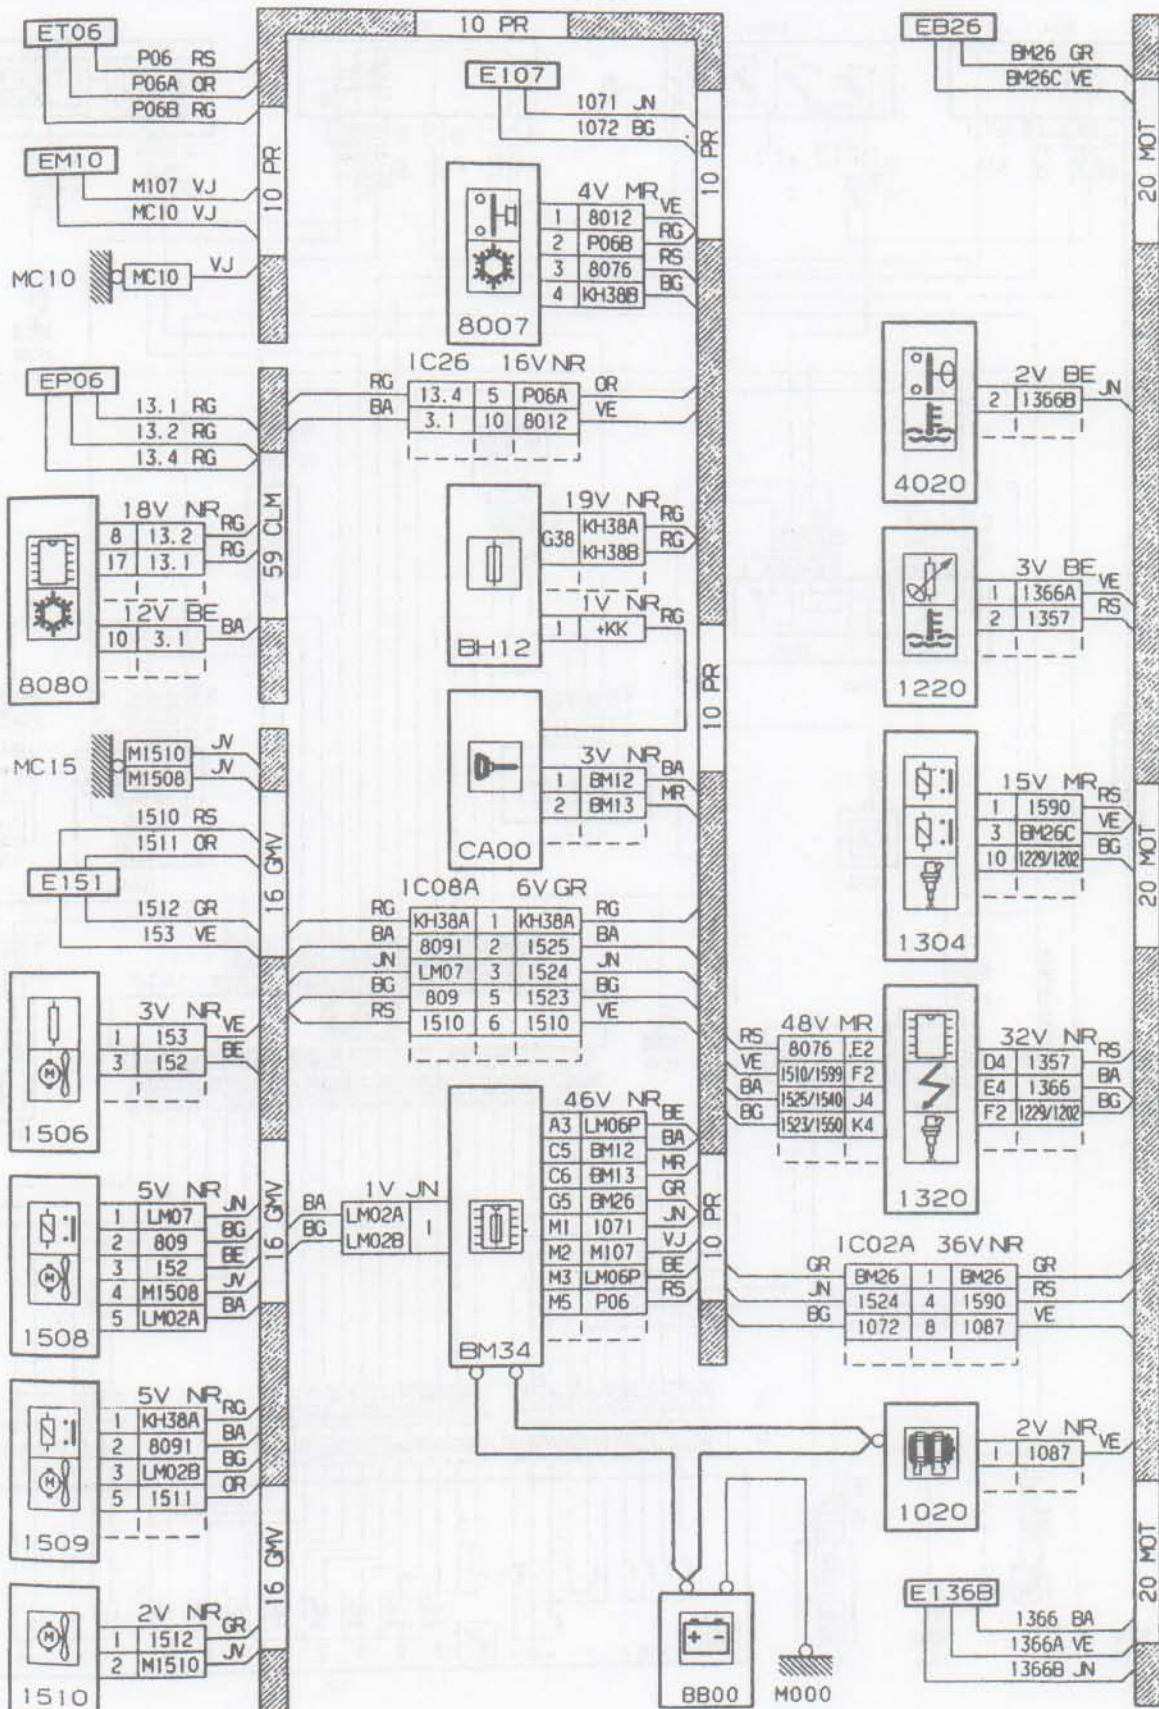 10 PR
ET06
P06 RS
P06A OR
P06B RG
EM10
M107 VJ
MC10 VJ
MC10
MC10
VJ
10 PR
E107
1071 JN
1072 BG
10 PR
4V MR
1 8012 VE
2 P06B RG
3 8076 RS
4 KH38B BG
8007
EB26
BM26 GR
BM26C VE
20 MOT
EP06
13.1 RG
13.2 RG
13.4 RG
59 CLM
1C26 16V NR
RG 13.4 5 P06A OR
BA 3.1 10 8012 VE
2V BE
2 1366B JN
4020
18V NR
8 13.2 RG
17 13.1 RG
12V BE
10 3.1 BA
8080
19V NR
G38 KH38A RG
KH38B RG
1V NR
1 +KK RG
BH12
10 PR
3V BE
1 1366A VE
2 1357 RS
1220
MC15
M1510 JV
M1508 JV
1510 RS
1511 OR
E151
1512 GR
153 VE
16 GMV
3V NR
1 BM12 BA
2 BM13 MR
CA00
15V MR
1 1590 RS
3 BM26C VE
10 1229/1202 BG
1304
20 MOT
1C08A 6V GR
RG KH38A 1 KH38A RG
BA 8091 2 1525 BA
JN LM07 3 1524 JN
BG 809 5 1523 BG
RS 1510 6 1510 VE
3V NR
1 153 VE
3 152 BE
1506
48V MR
RS 8076 E2
VE 1510/1599 F2
BA 1525/1540 J4
BG 1523/1550 K4
32V NR
D4 1357 RS
E4 1366 BA
F2 1229/1202 BG
1320
46V NR
A3 LM06P BE
C5 BM12 BA
C6 BM13 MR
G5 BM26 GR
M1 1071 JN
M2 M107 VJ
M3 LM06P BE
M5 P06 RS
BM34
10 PR
1V JN
BA LM02A 1
BG LM02B
16 GMV
5V NR
1 LM07 JN
2 809 BG
3 152 BE
4 M1508 JV
5 LM02A BA
1508
1C02A 36V NR
GR BM26 1 BM26 GR
JN 1524 4 1590 RS
BG 1072 8 1087 VE
5V NR
1 KH38A RG
2 8091 BA
3 LM02B BG
5 1511 OR
1509
2V NR
1 1087 VE
1020
16 GMV
2V NR
1 1512 GR
2 M1510 JV
1510
+ -
BB00
M000
E136B
1366 BA
1366A VE
1366B JN
20 MOT